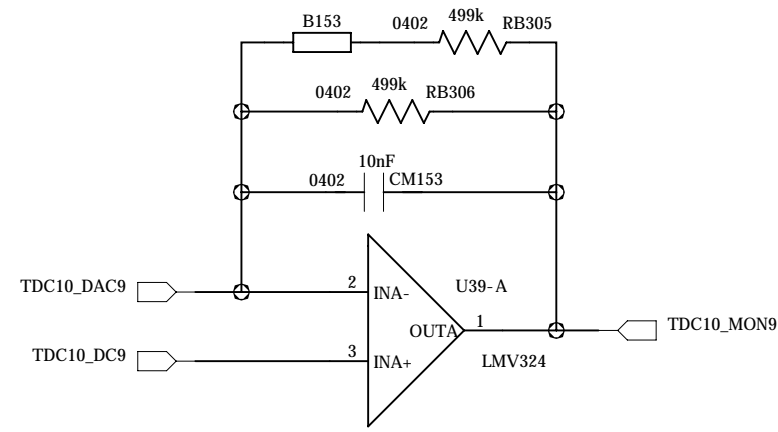 B153 0402 499k RB305
0402 499k RB306
10nF
0402 CM153
TDC10_DAC9 2 INA- U39-A
OUTA 1 TDC10_MON9
TDC10_DC9 3 INA+ LMV324